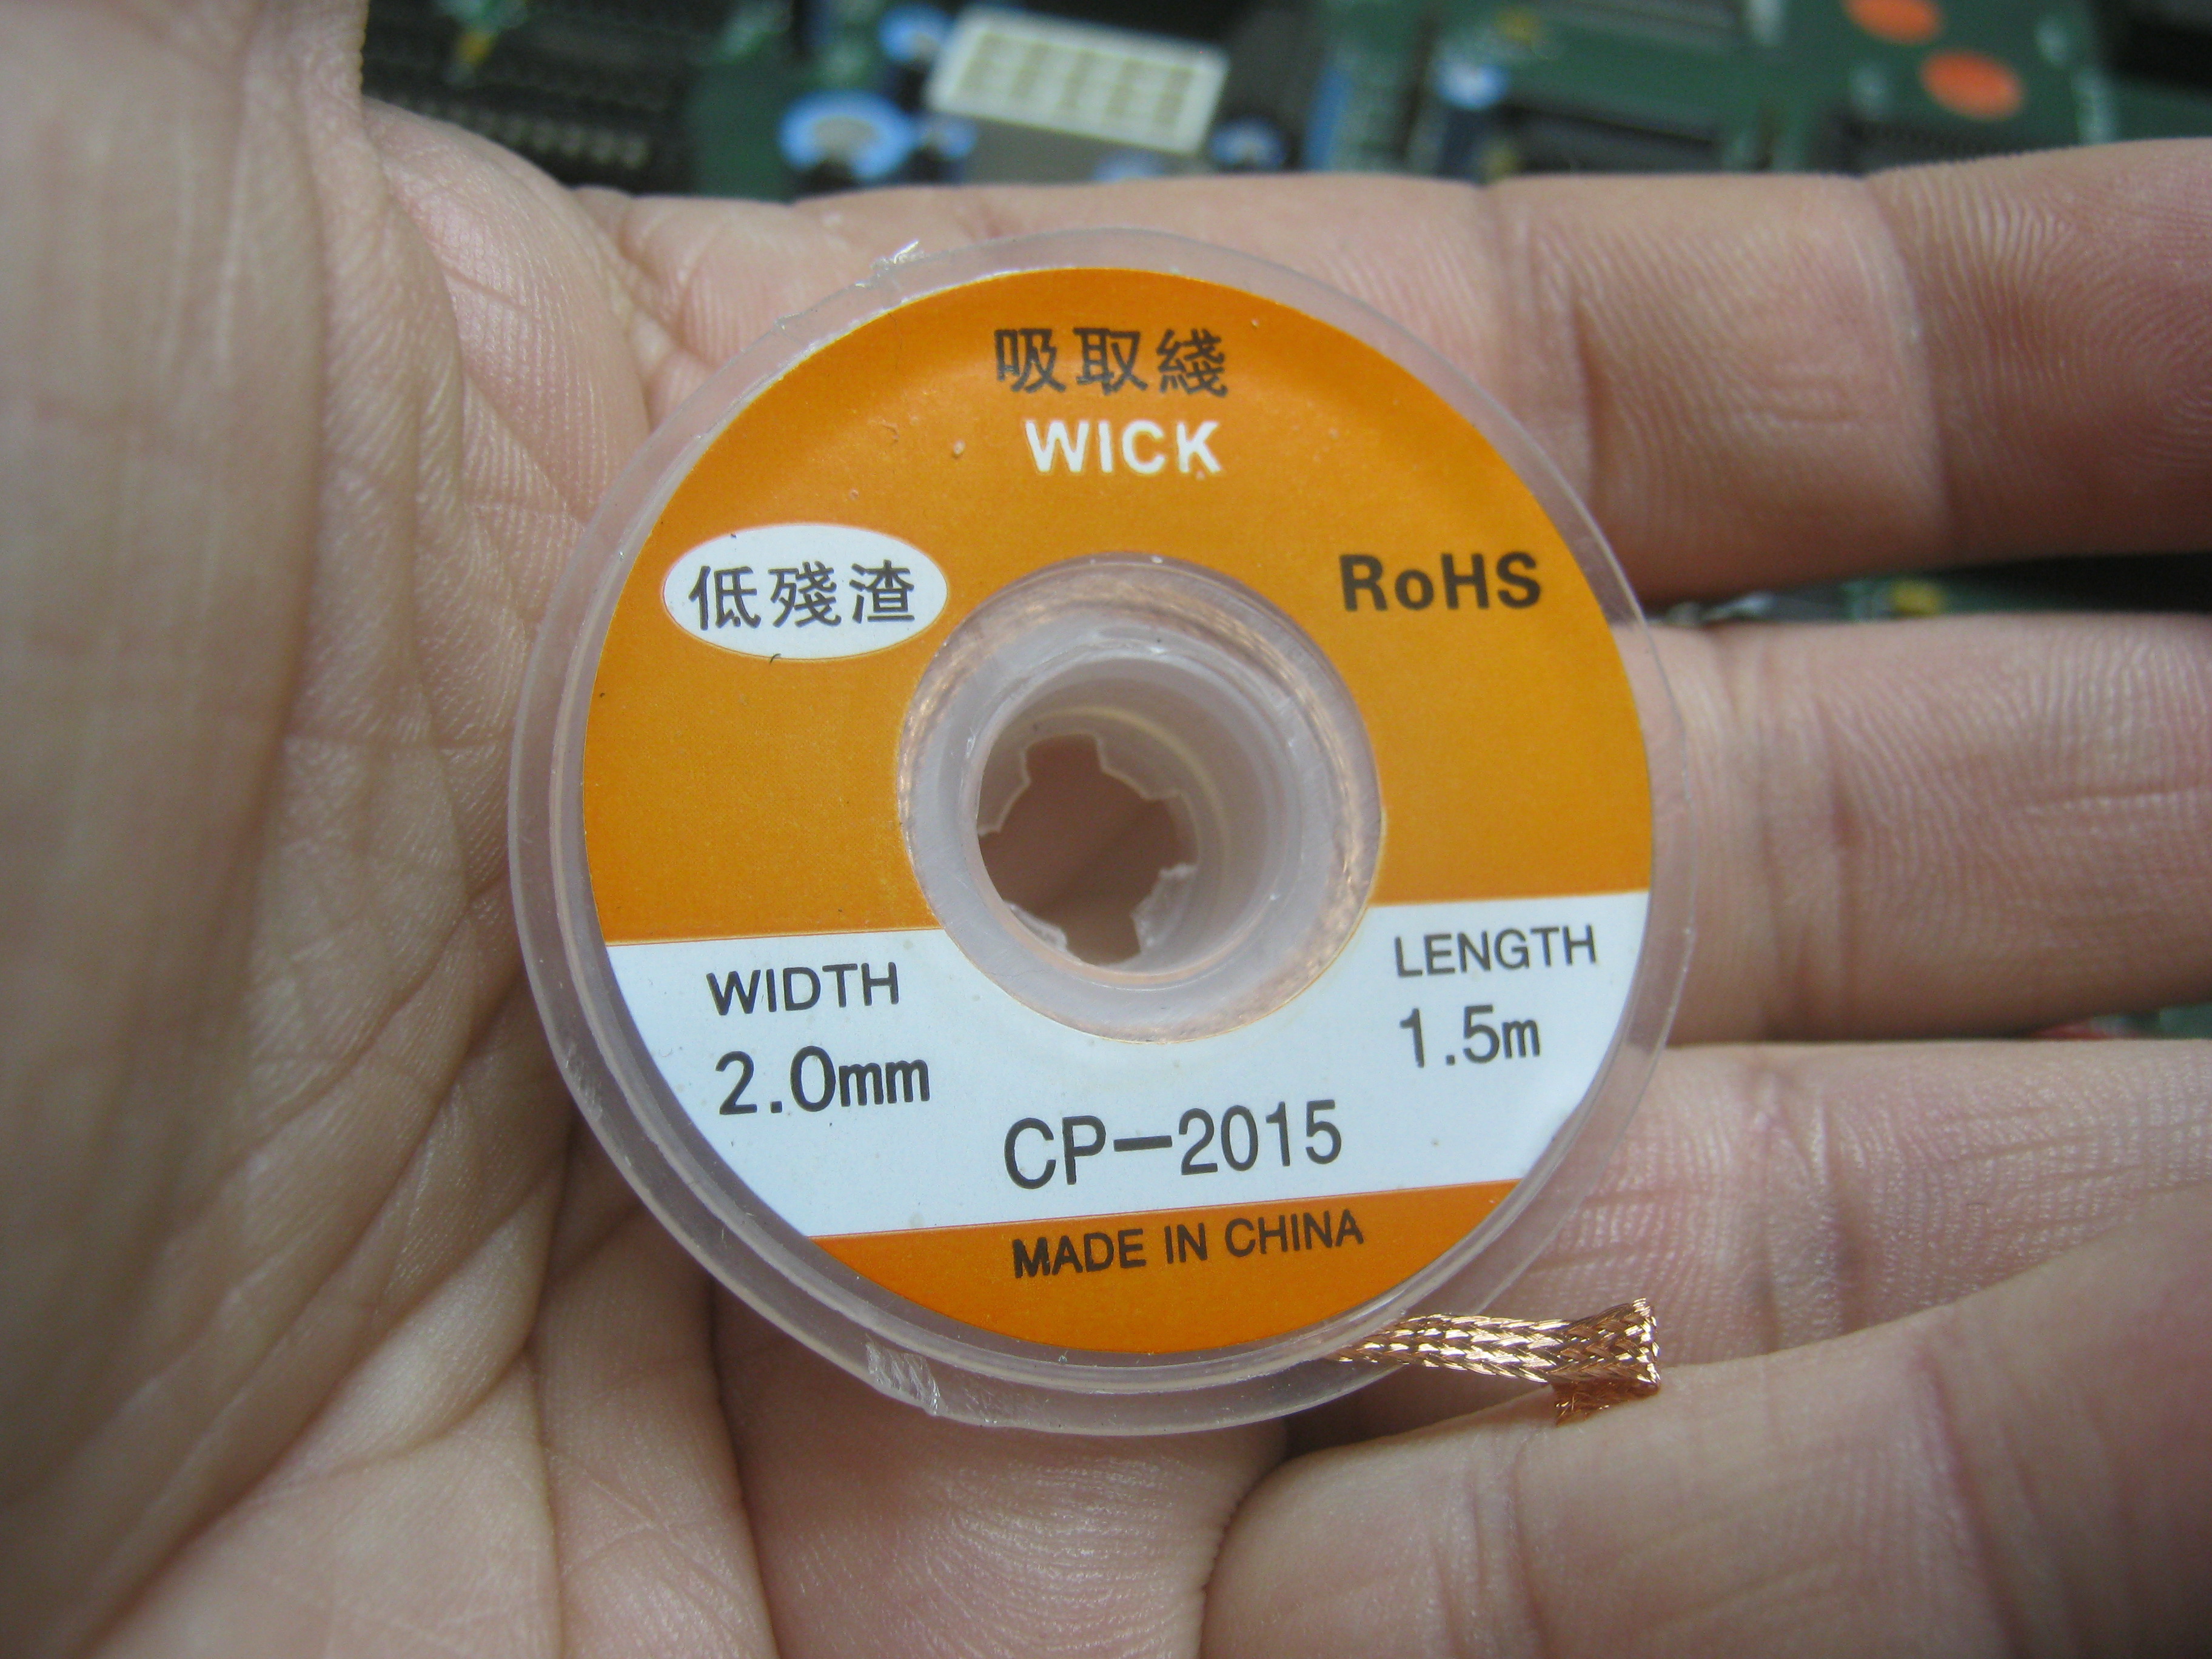 吸取綫
WICK
低殘渣
RoHS
WIDTH
2.0mm
LENGTH
1.5m
CP-2015
MADE IN CHINA